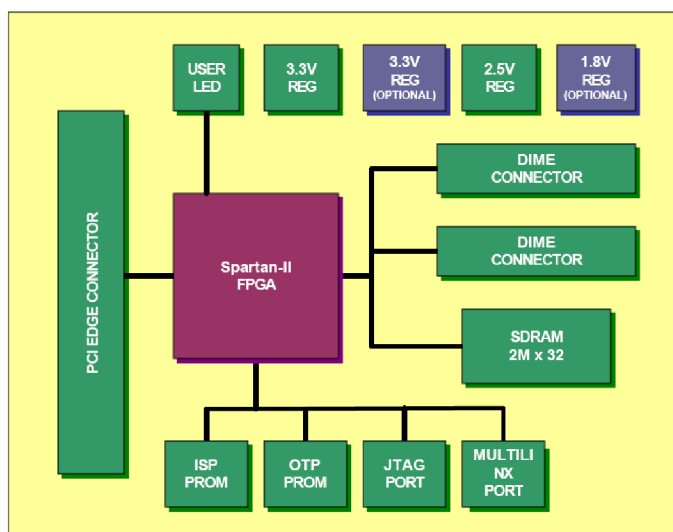 USER
LED
3.3V
REG
3.3V
REG
(OPTIONAL)
2.5V
REG
1.8V
REG
(OPTIONAL)
PCI EDGE CONNECTOR
Spartan-II
FPGA
DIME
CONNECTOR
DIME
CONNECTOR
SDRAM
2M x 32
ISP
PROM
OTP
PROM
JTAG
PORT
MULTILI
NX
PORT